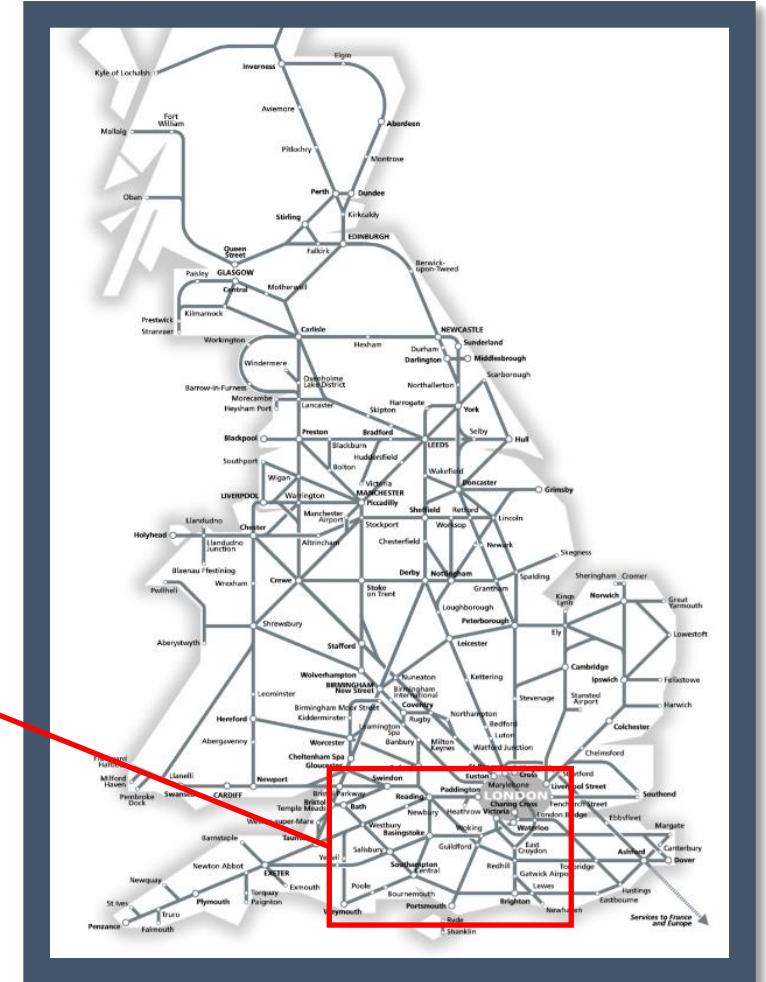 Elgin
Inverness
Kyle of Lochalsh
Aviemore
Fort
William
Aberdeen
Mallaig
Pitlochry
Montrose
Perth
Dundee
Oban
Stirling
Kirkcaldy
EDINBURGH
Queen
Street
Falkirk
Berwick-
upon-Tweed
Paisley
GLASGOW
Central
Motherwell
Prestwick
Kilmarnock
Stranraer
Carlisle
NEWCASTLE
Workington
Hexham
Sunderland
Durham
Darlington
Middlesbrough
Windermere
Scarborough
Oxenholme
Lake District
Barrow-in-Furness
Northallerton
Morecambe
Heysham Port
Lancaster
Harrogate
Skipton
York
Blackpool
Preston
Bradford
Selby
Hull
Blackburn
LEEDS
Huddersfield
Southport
Bolton
Wakefield
Wigan
Victoria
Doncaster
LIVERPOOL
Warrington
MANCHESTER
Piccadilly
Grimsby
Manchester
Airport
Sheffield
Retford
Llandudno
Stockport
Worksop
Lincoln
Holyhead
Chester
Llandudno
Junction
Altrincham
Chesterfield
Newark
Skegness
Blaenau Ffestiniog
Wrexham
Crewe
Derby
Nottingham
Spalding
Sheringham
Cromer
Pwllheli
Stoke
on Trent
Grantham
Kings
Lynn
Norwich
Great
Yarmouth
Loughborough
Shrewsbury
Peterborough
Ely
Lowestoft
Aberystwyth
Stafford
Leicester
Wolverhampton
Nuneaton
Kettering
Cambridge
BIRMINGHAM
New Street
Birmingham
International
Ipswich
Felixstowe
Leominster
Coventry
Stevenage
Stansted
Airport
Birmingham Moor Street
Harwich
Kidderminster
Rugby
Northampton
Hereford
Leamington
Spa
Bedford
Colchester
Abergavenny
Worcester
Banbury
Milton
Keynes
Luton
Watford Junction
Chelmsford
Cheltenham Spa
Gloucester
Cross
Stratford
Milford
Haven
Llanelli
Newport
Swindon
Euston
Marylebone
Liverpool Street
Pembroke
Dock
Swansea
CARDIFF
Parkway
Reading
Paddington
LONDON
Southend
Bristol
Temple Meads
Bath
Newbury
Heathrow
Victoria
Charing Cross
Fenchurch Street
London Bridge
Ebbsfleet
Westbury
Basingstoke
Woking
Waterloo
Margate
Barnstaple
Salisbury
Guildford
East
Croydon
Canterbury
Ashford
Dover
Newton Abbot
Southampton
Central
Redhill
Tonbridge
EXETER
Gatwick Airport
Newquay
Exmouth
Poole
Lewes
Hastings
Plymouth
Torquay
Paignton
Bournemouth
Eastbourne
St Ives
Weymouth
Portsmouth
Brighton
Newhaven
Truro
Penzance
Falmouth
Ryde
Shanklin
Services to France
and Europe